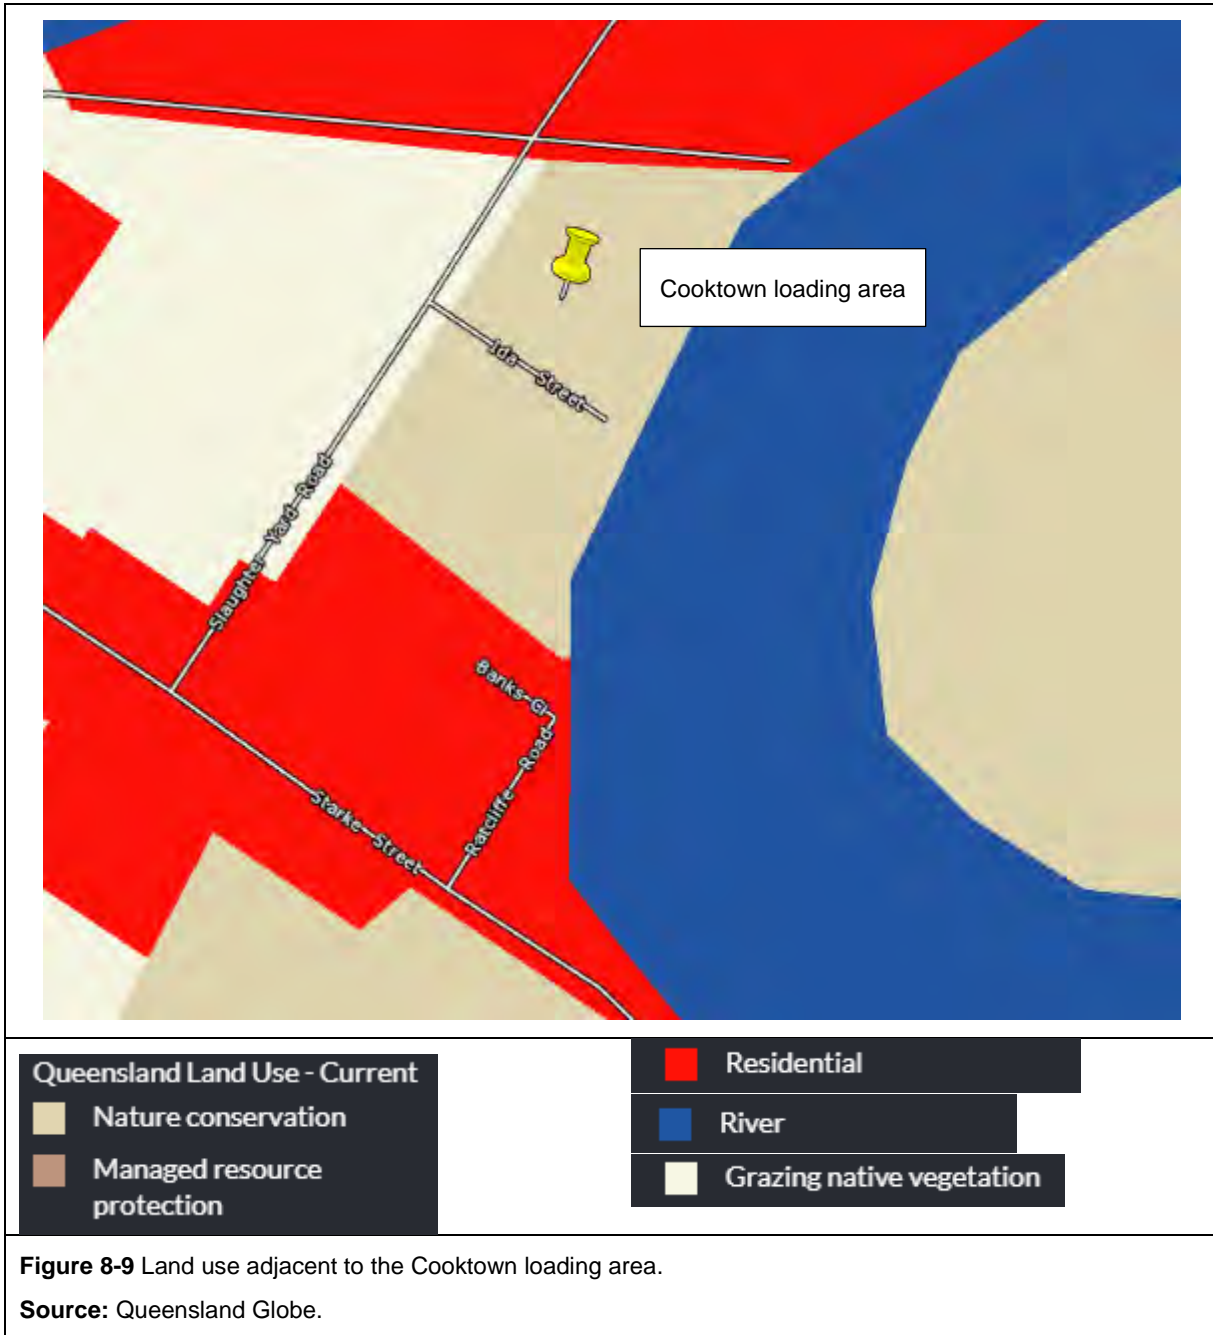 Cooktown loading area
Ida Street
Slaughter Yard Road
Banks Cl
Ratcliffe Road
Starke Street
Queensland Land Use - Current
Nature conservation
Managed resource
protection
Residential
River
Grazing native vegetation
Figure 8-9 Land use adjacent to the Cooktown loading area.
Source: Queensland Globe.